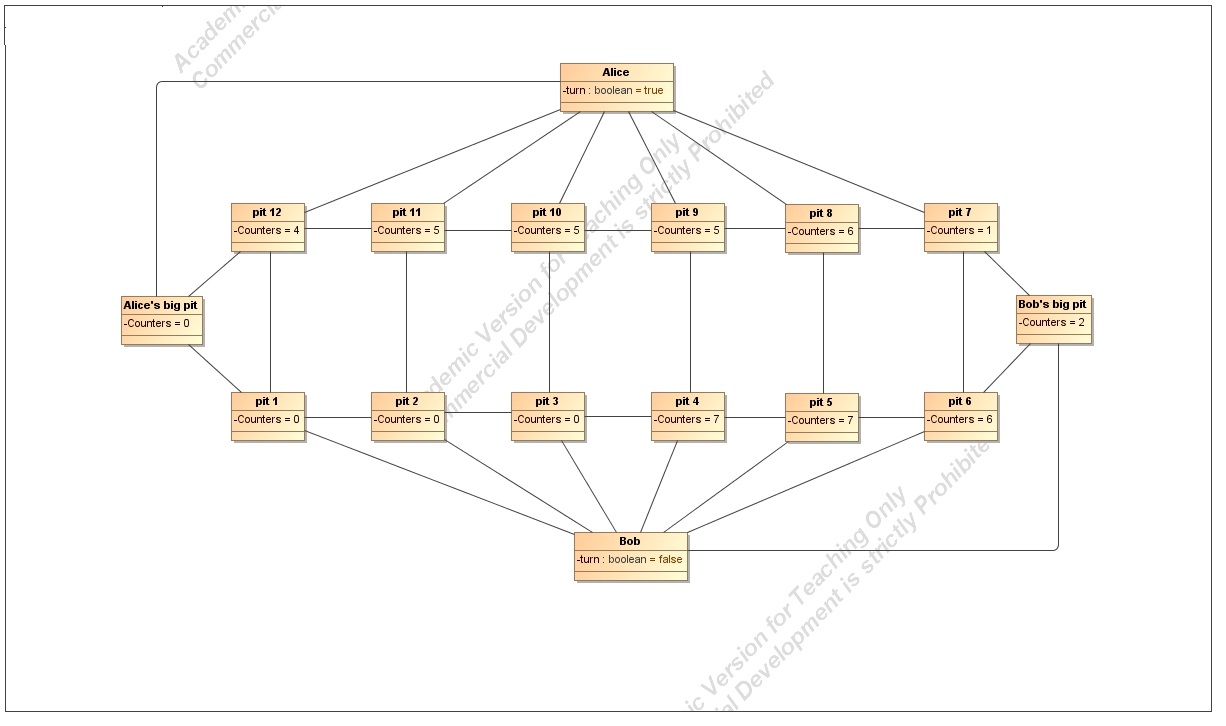 Academ
Commercia
Alice
-turn : boolean = true
pit 12
-Counters = 4
pit 11
-Counters = 5
pit 10
-Counters = 5
pit 9
-Counters = 5
pit 8
-Counters = 6
pit 7
-Counters = 1
Alice's big pit
-Counters = 0
Bob's big pit
-Counters = 2
ademic Version for Teaching Only
mmercial Development is strictly Prohibited
pit 1
-Counters = 0
pit 2
-Counters = 0
pit 3
-Counters = 0
pit 4
-Counters = 7
pit 5
-Counters = 7
pit 6
-Counters = 6
Bob
-turn : boolean = false
ic Version for Teaching Only
al Development is strictly Prohibite